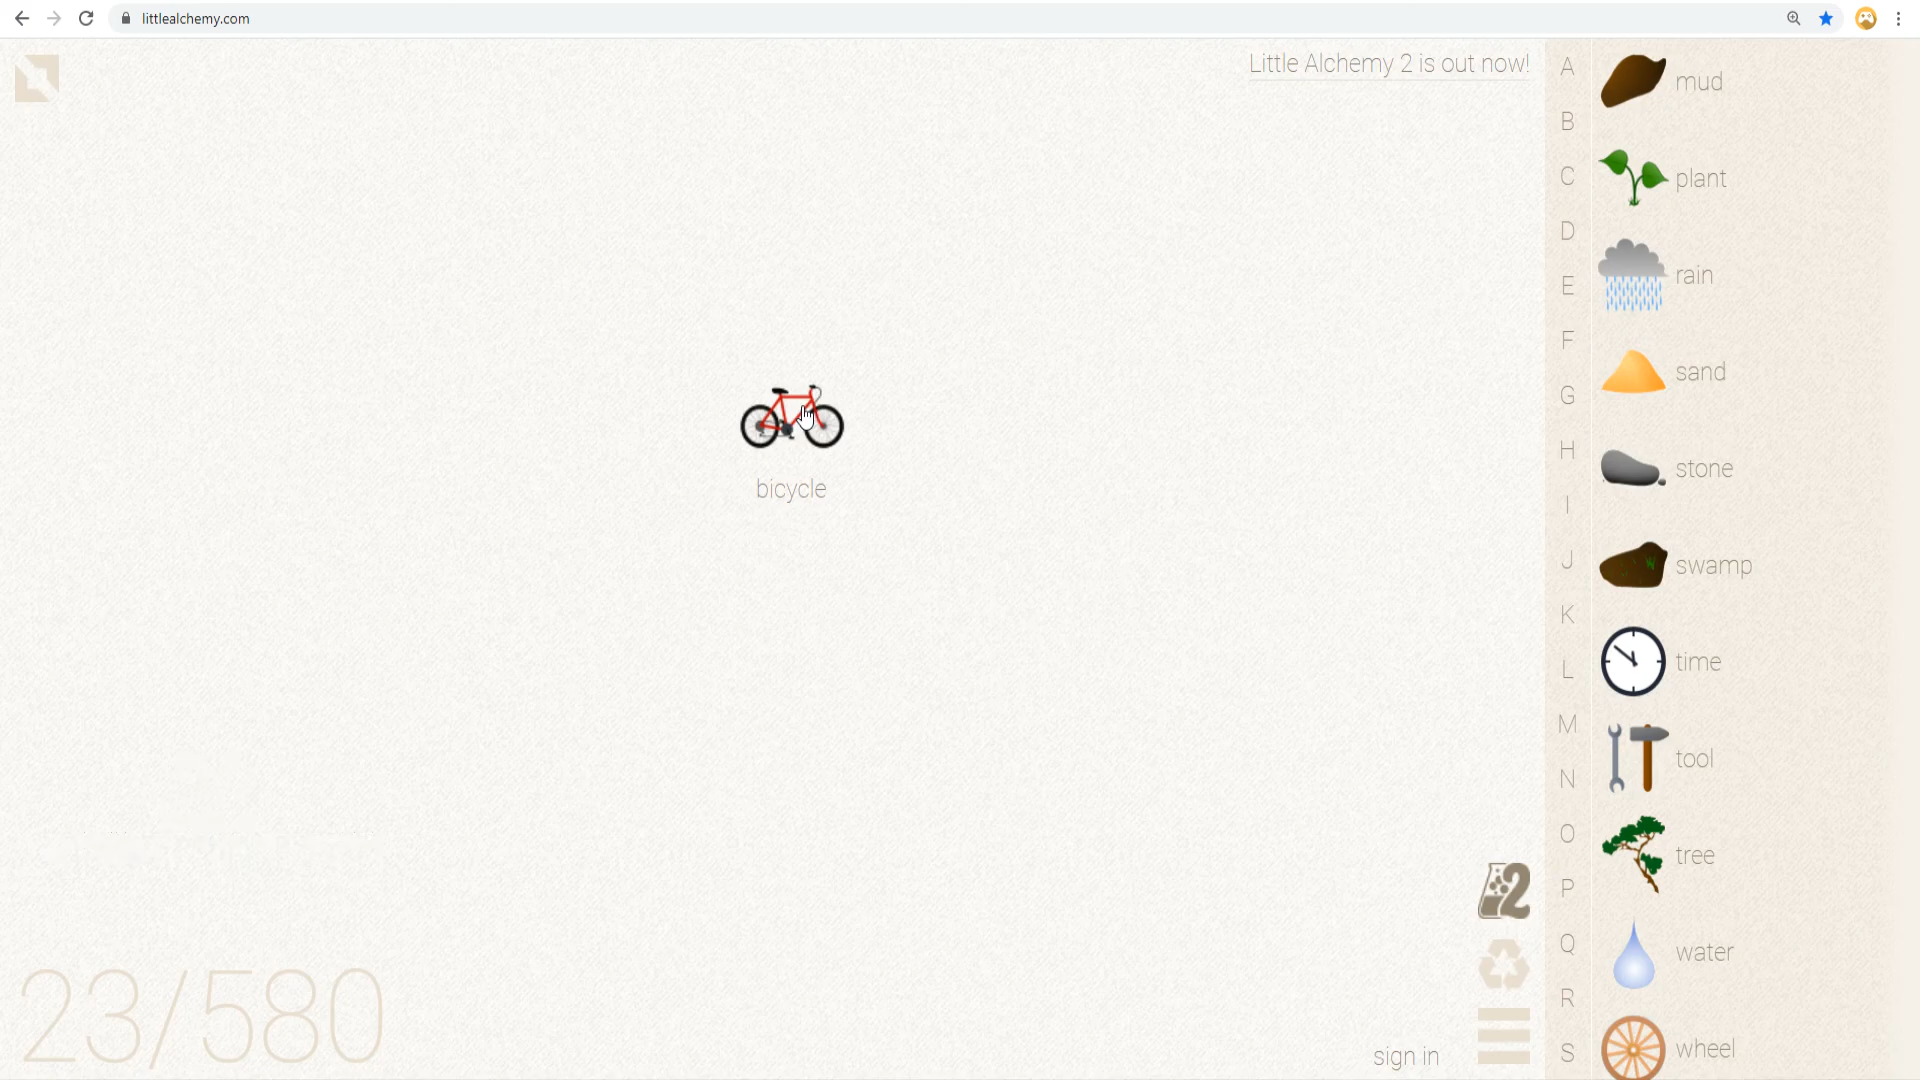 littlealchemy.com
Little Alchemy 2 is out now!
bicycle
23/580
2
sign in
A
B
C
D
E
F
G
H
I
J
K
L
M
N
O
P
Q
R
S
mud
plant
rain
sand
stone
swamp
time
tool
tree
water
wheel